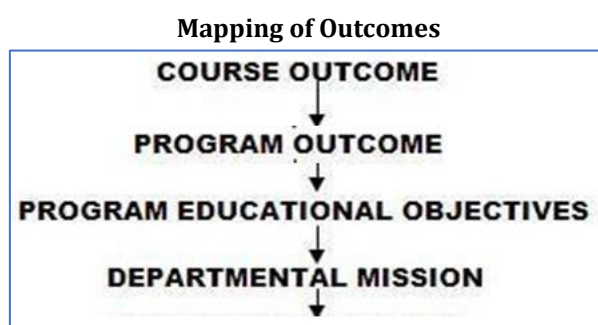 Mapping of Outcomes
COURSE OUTCOME
PROGRAM OUTCOME
PROGRAM EDUCATIONAL OBJECTIVES
DEPARTMENTAL MISSION